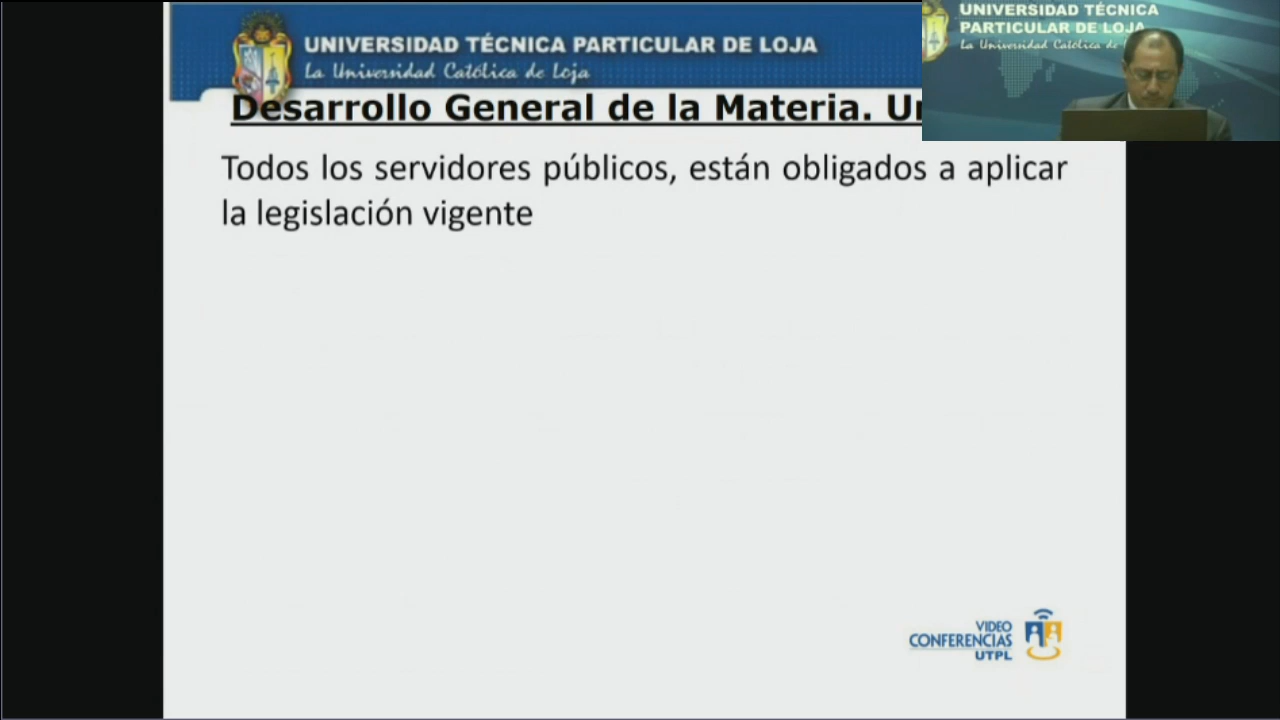 UNIVERSIDAD TÉCNICA PARTICULAR DE LOJA
La Universidad Católica de Loja
Desarrollo General de la Materia.
Todos los servidores públicos, están obligados a aplicar
la legislación vigente
UNIVERSIDAD TÉCNICA
PARTICULAR DE LOJA
La Universidad Católica de
VIDEO
CONFERENCIAS
UTPL